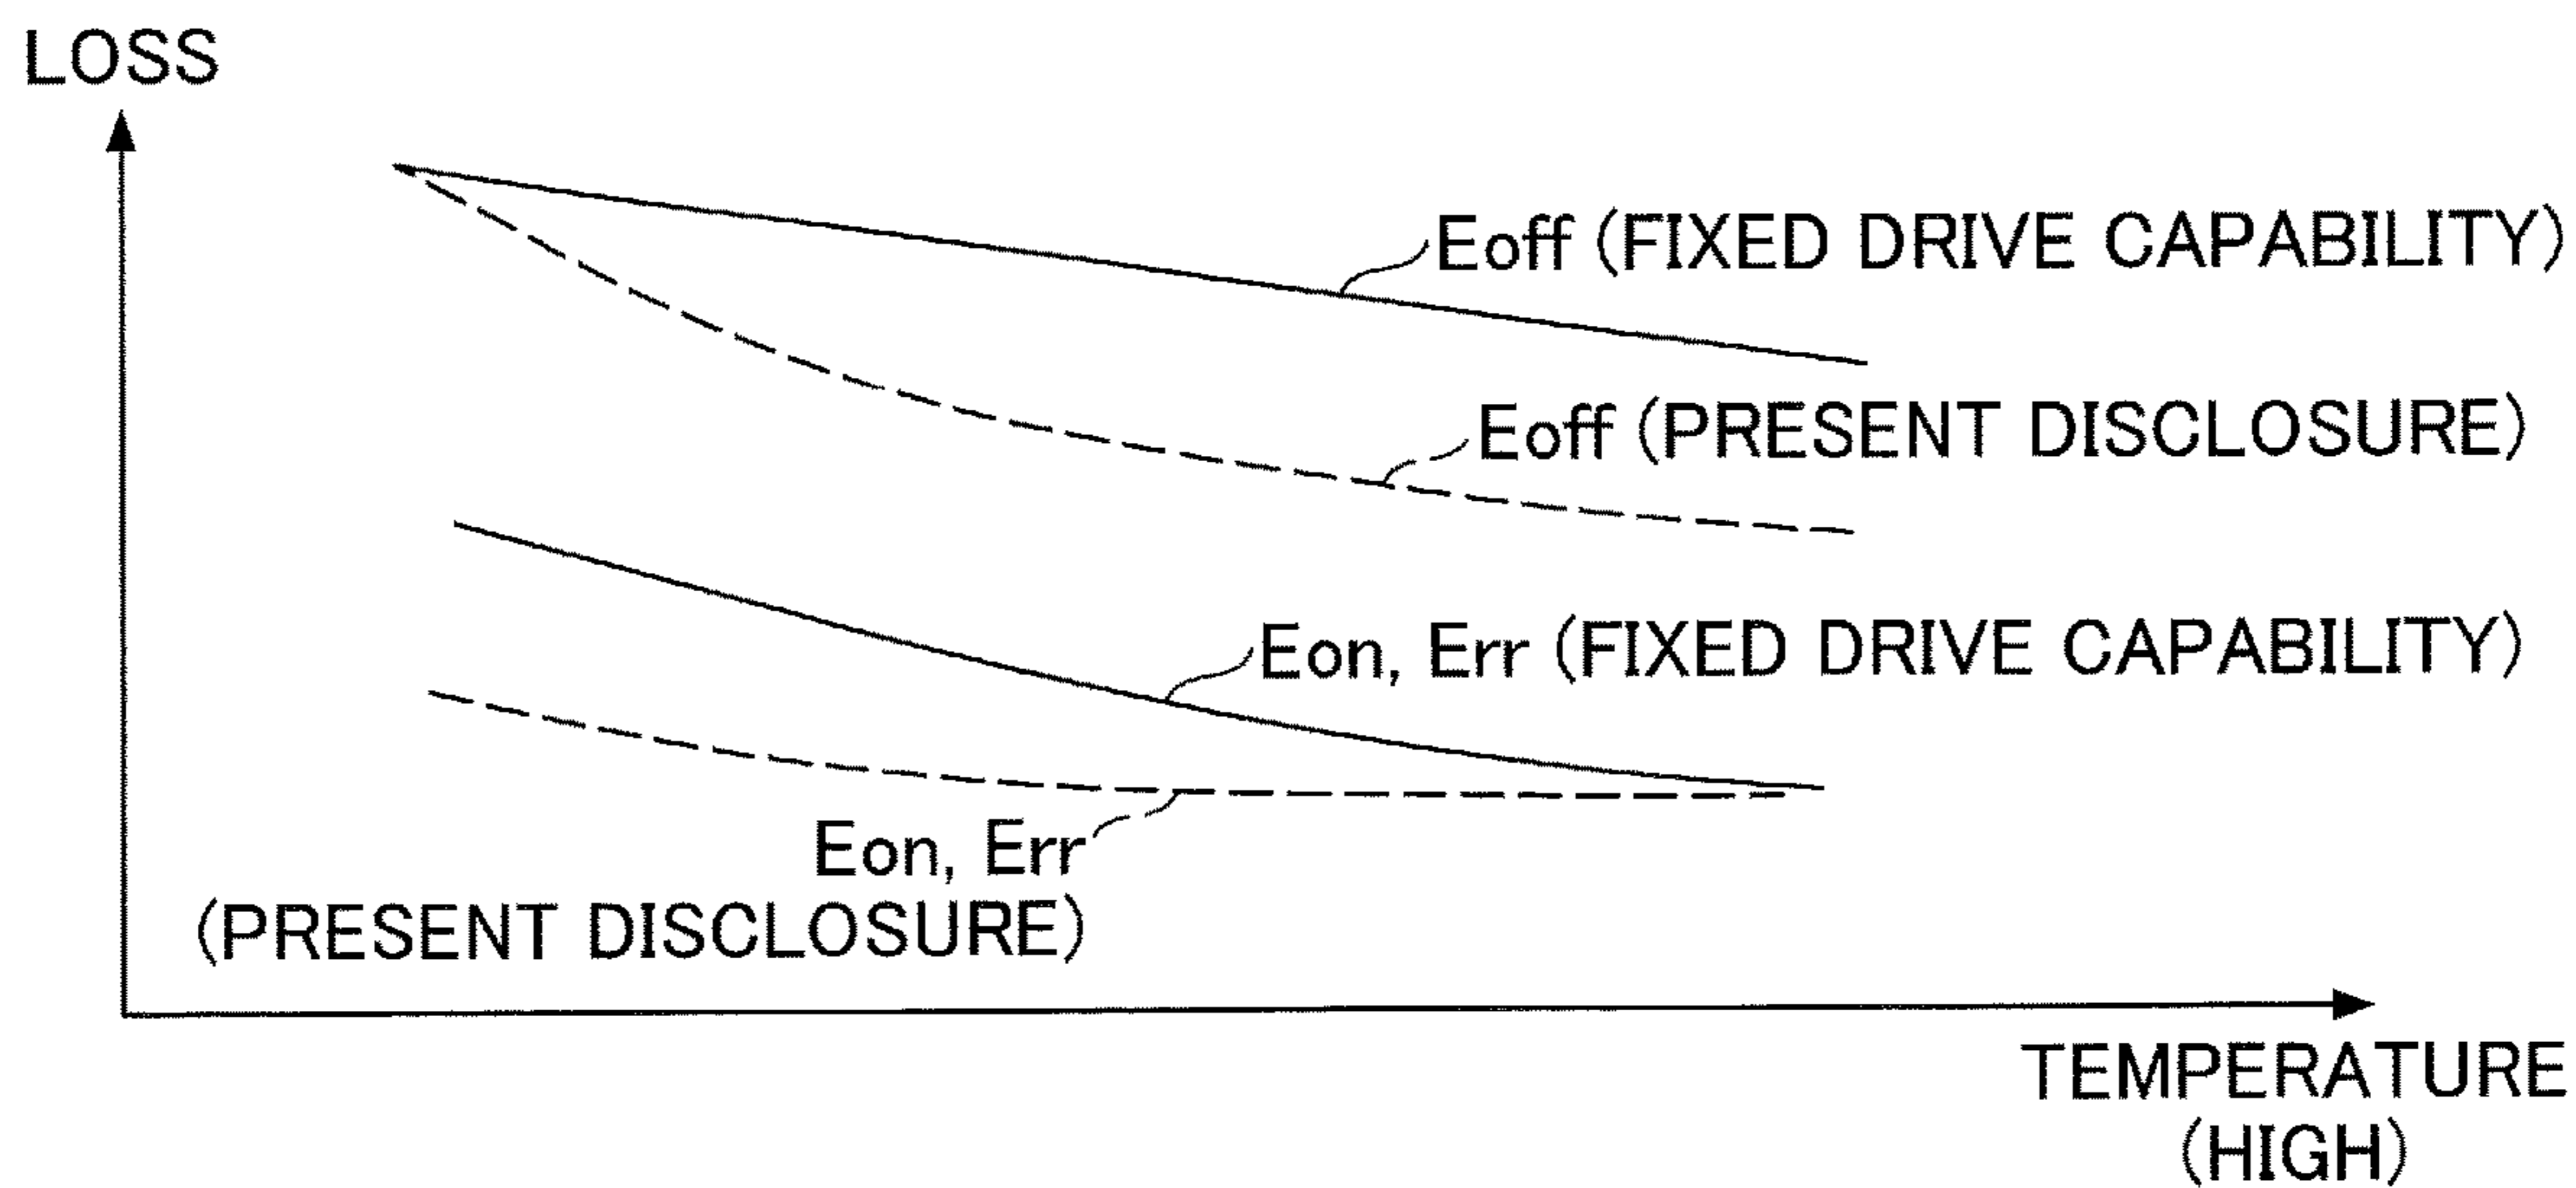 LOSS
Eoff (FIXED DRIVE CAPABILITY)
Eoff (PRESENT DISCLOSURE)
Eon, Err (FIXED DRIVE CAPABILITY)
Eon, Err
(PRESENT DISCLOSURE)
TEMPERATURE
(HIGH)